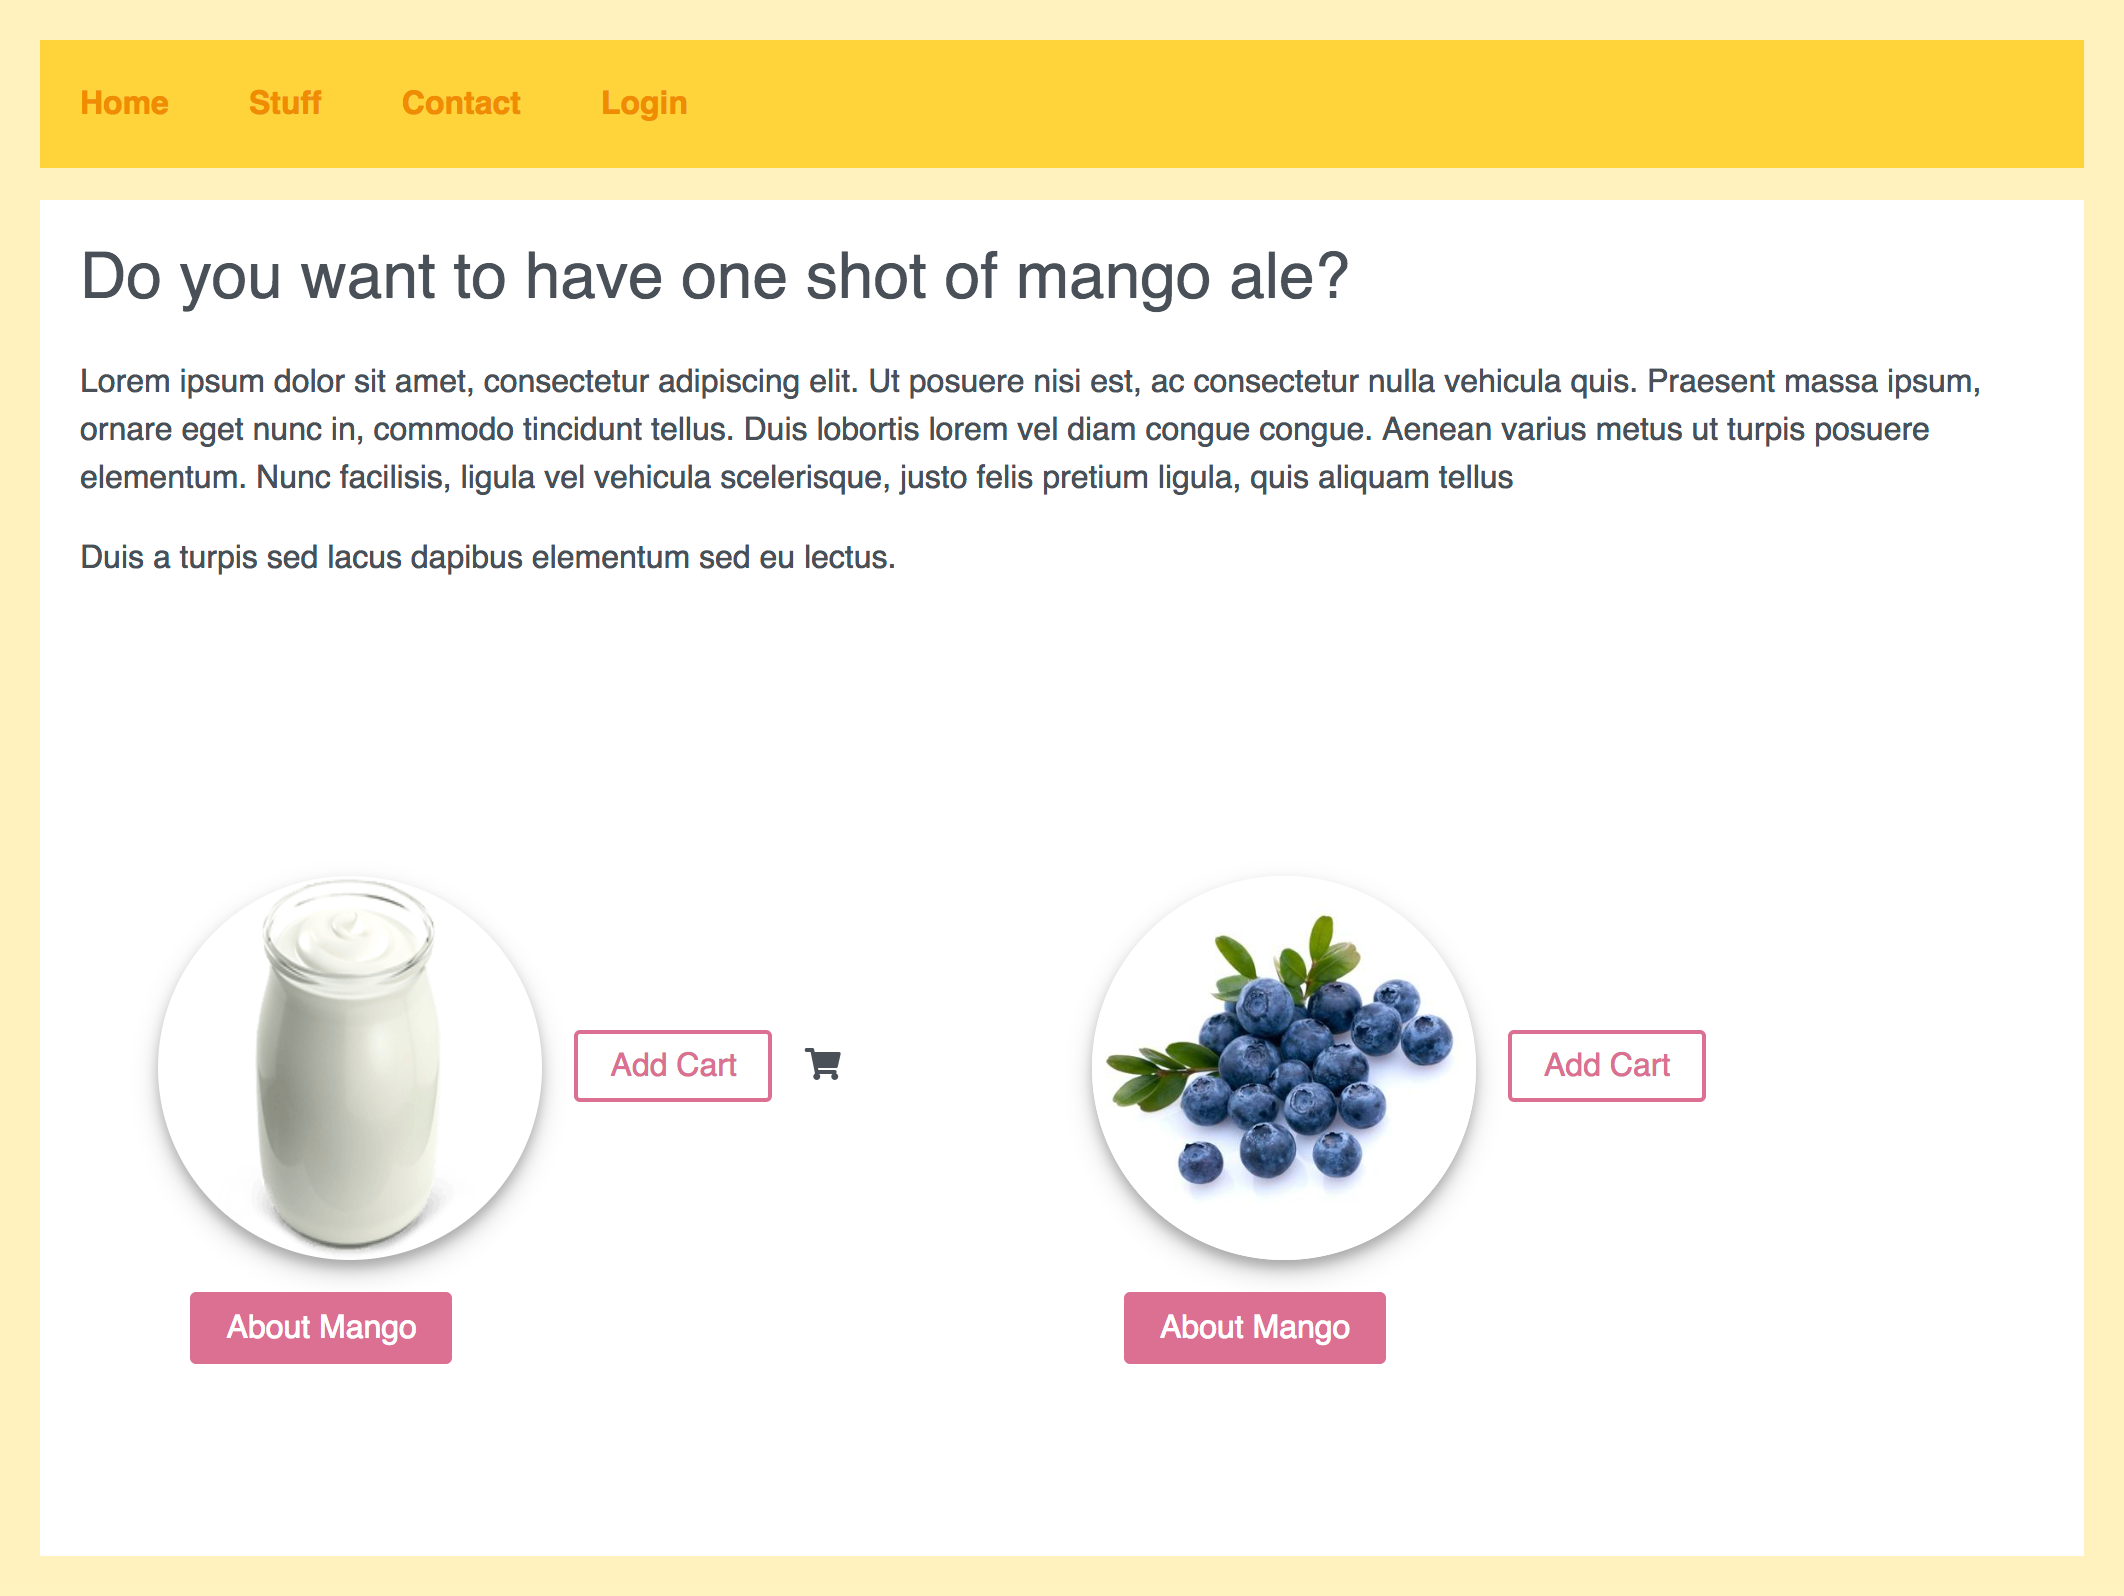 Home Stuff Contact Login
Do you want to have one shot of mango ale?
Lorem ipsum dolor sit amet, consectetur adipiscing elit. Ut posuere nisi est, ac consectetur nulla vehicula quis. Praesent massa ipsum,
ornare eget nunc in, commodo tincidunt tellus. Duis lobortis lorem vel diam congue congue. Aenean varius metus ut turpis posuere
elementum. Nunc facilisis, ligula vel vehicula scelerisque, justo felis pretium ligula, quis aliquam tellus
Duis a turpis sed lacus dapibus elementum sed eu lectus.
Add Cart
Add Cart
About Mango
About Mango